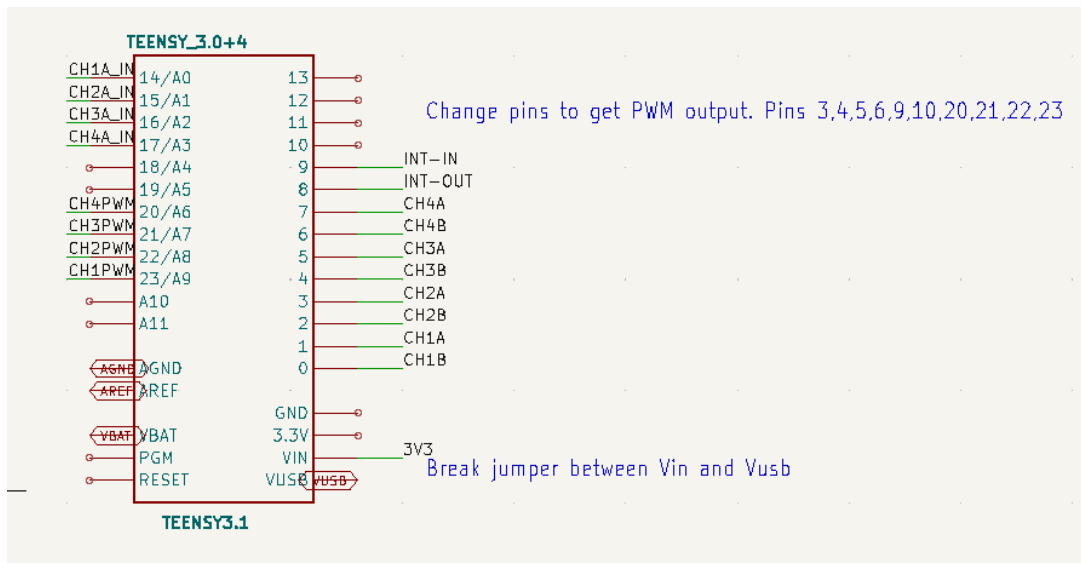 TEENSY_3.0+4
CH1A_IN 14/A0 13
CH2A_IN 15/A1 12
Change pins to get PWM output. Pins 3,4,5,6,9,10,20,21,22,23
CH3A_IN 16/A2 11
CH4A_IN 17/A3 10
18/A4 9 INT-IN
19/A5 8 INT-OUT
CH4PWM 20/A6 7 CH4A
CH3PWM 21/A7 6 CH4B
CH2PWM 22/A8 5 CH3A
CH1PWM 23/A9 4 CH3B
A10 3 CH2A
A11 2 CH2B
1 CH1A
AGND AGND 0 CH1B
AREF AREF
GND
VBAT VBAT 3.3V
PGM VIN 3V3
Break jumper between Vin and Vusb
RESET VUSB VUSB
TEENSY3.1